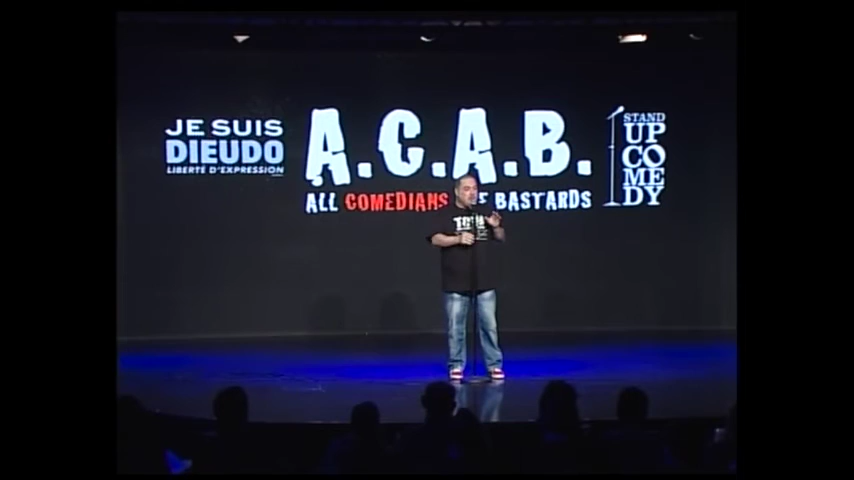 JE SUIS
DIEUDO
LIBERTÉ D'EXPRESSION
A.C.A.B.
ALL COMEDIANS BASTARDS
STAND
UP
CO
ME
DY